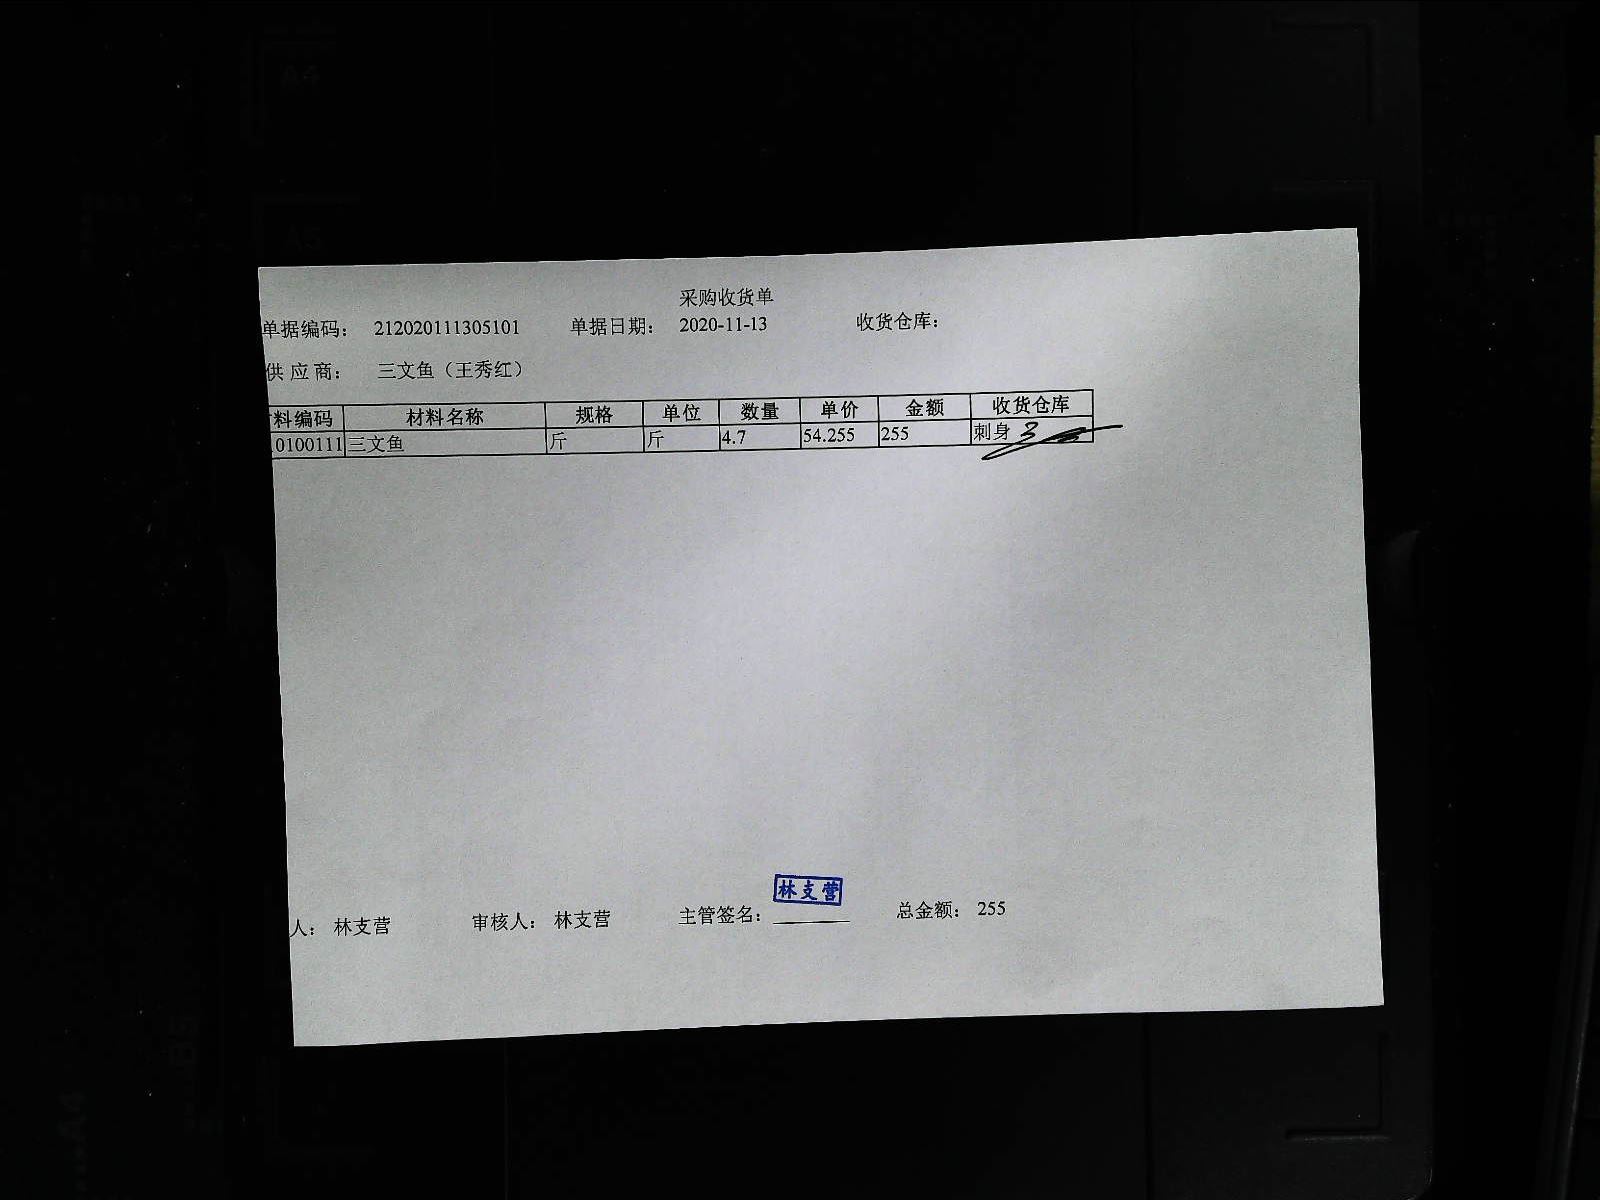 采购收货单
单据编码： 212020111305101 单据日期： 2020-11-13 收货仓库：
供 应 商： 三文鱼（王秀红）
料编码 材料名称 规格 单位 数量 单价 金额 收货仓库
0100111 三文鱼 斤 斤 4.7 54.255 255 刺身
林支营
人： 林支营 审核人： 林支营 主管签名： 总金额： 255